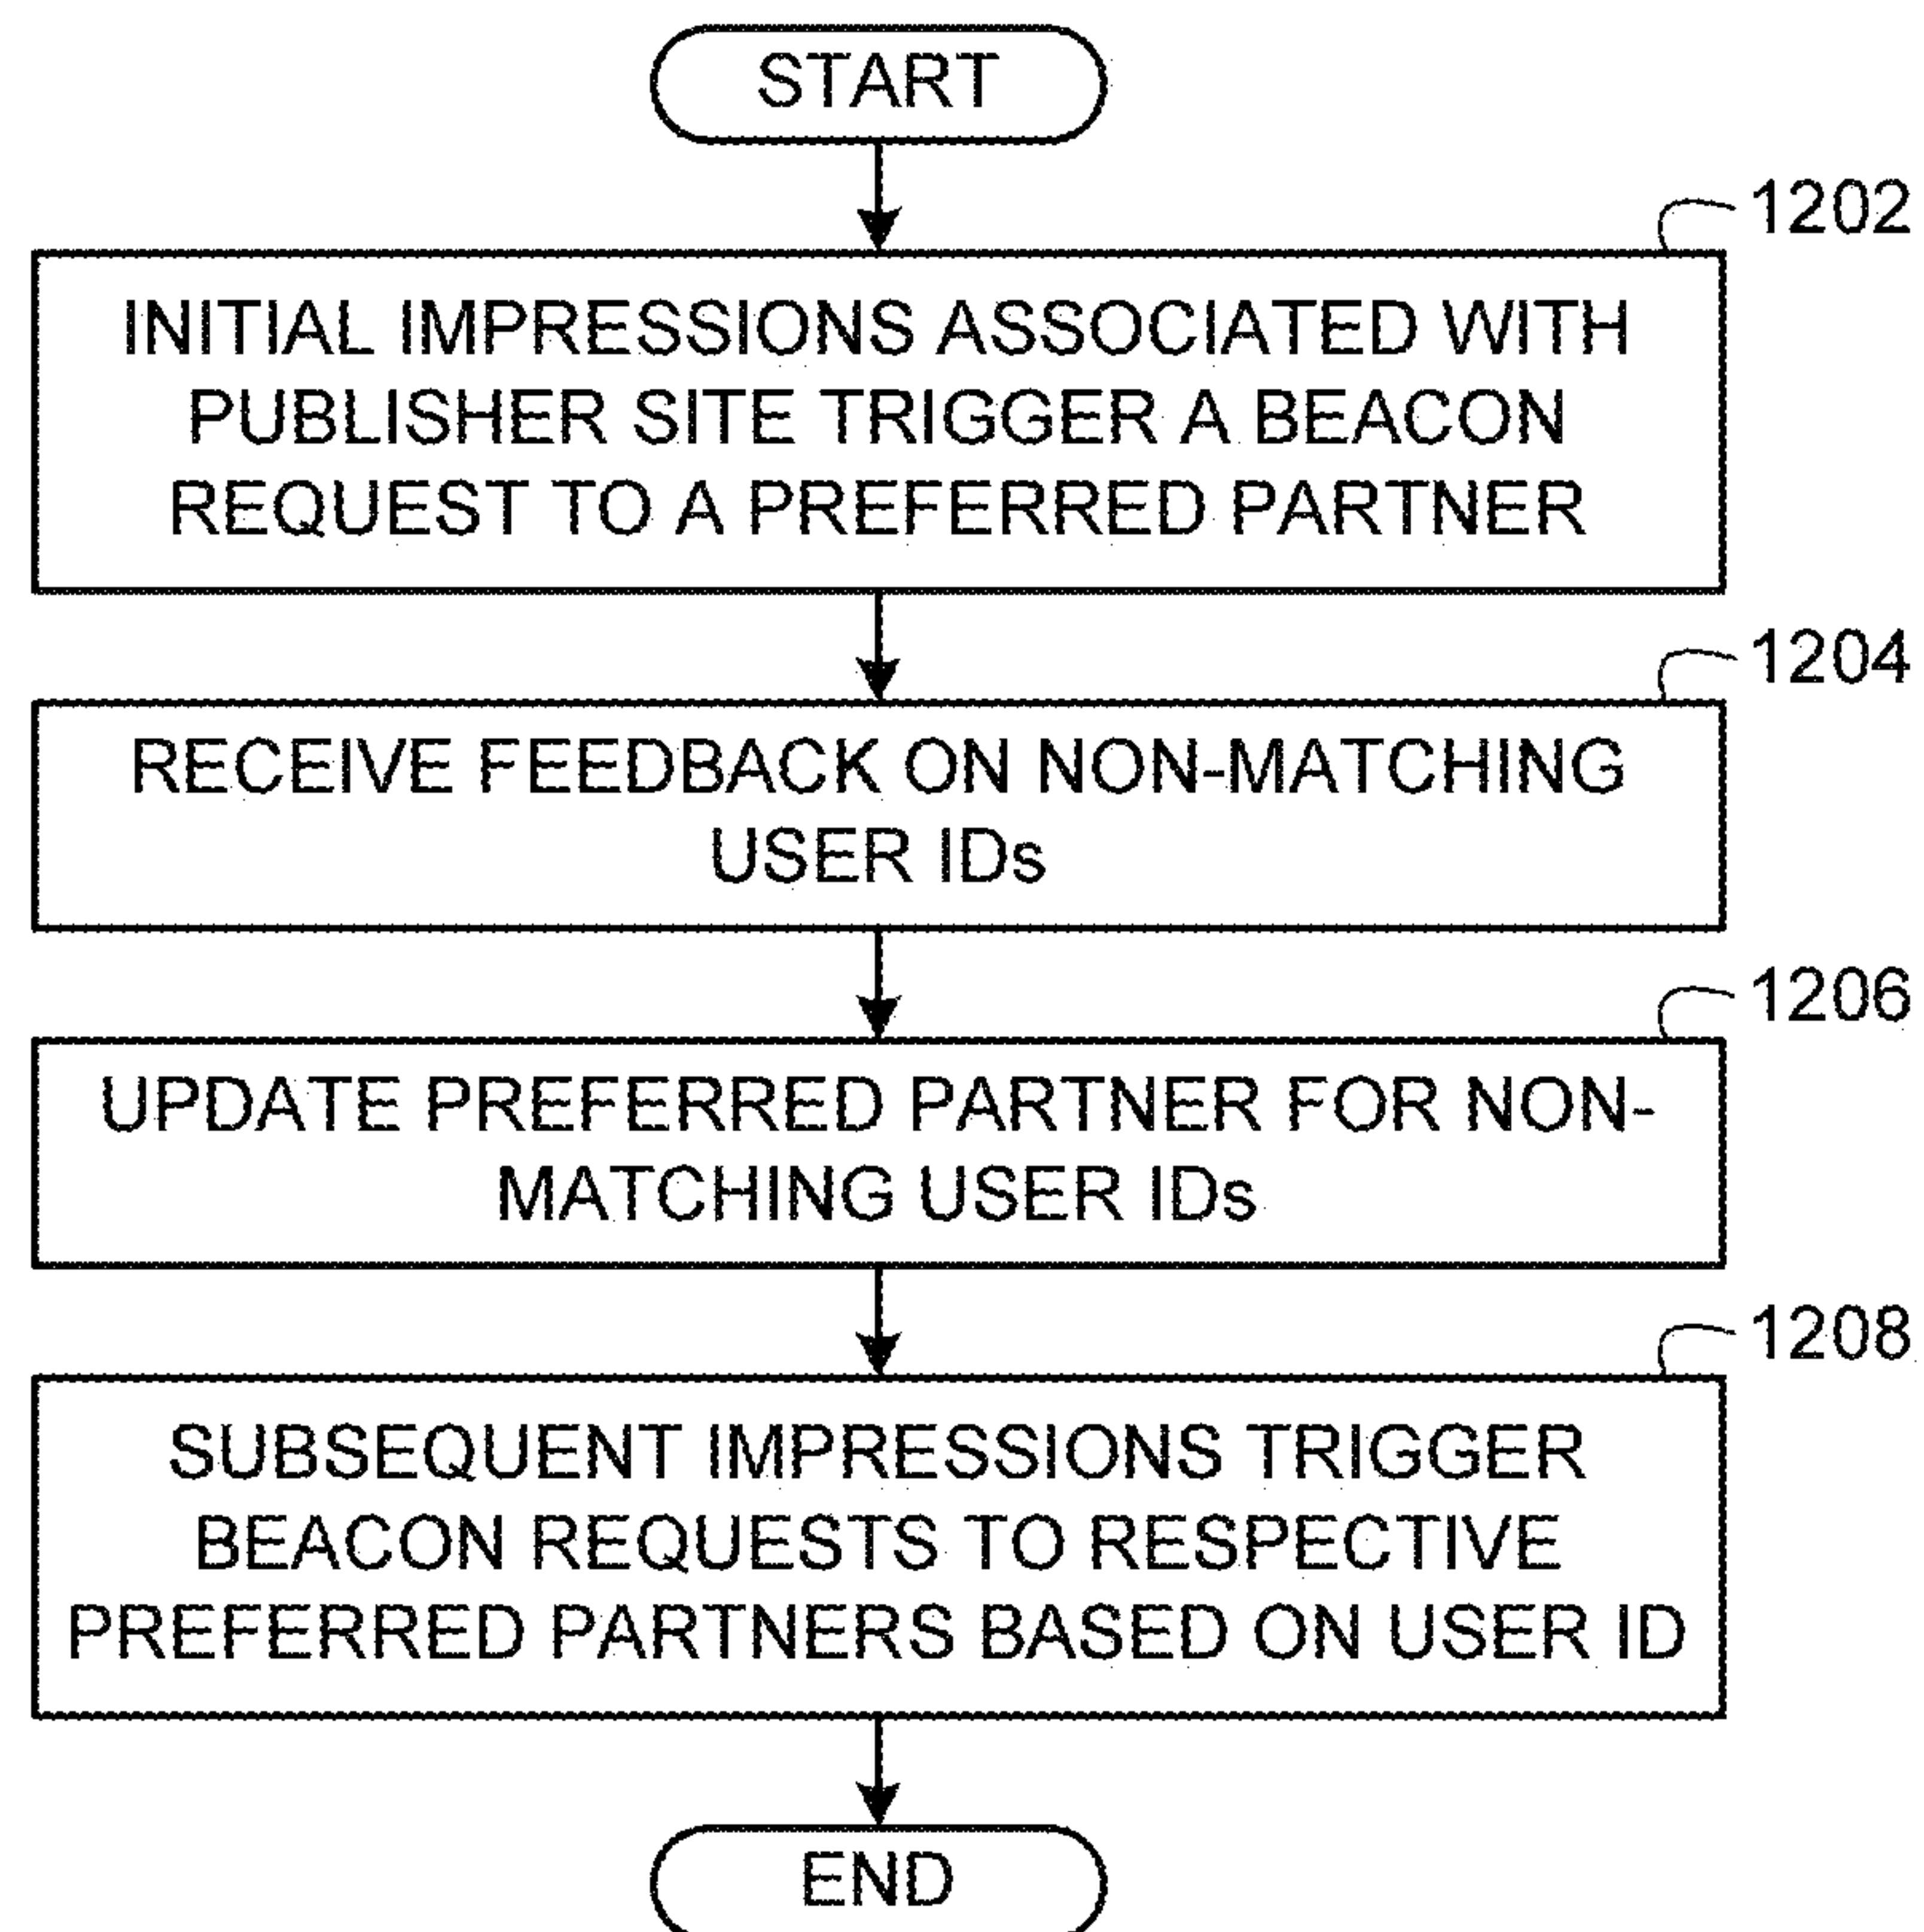 START
1202
INITIAL IMPRESSIONS ASSOCIATED WITH
PUBLISHER SITE TRIGGER A BEACON
REQUEST TO A PREFERRED PARTNER
1204
RECEIVE FEEDBACK ON NON-MATCHING
USER IDs
1206
UPDATE PREFERRED PARTNER FOR NON-
MATCHING USER IDs
1208
SUBSEQUENT IMPRESSIONS TRIGGER
BEACON REQUESTS TO RESPECTIVE
PREFERRED PARTNERS BASED ON USER ID
END